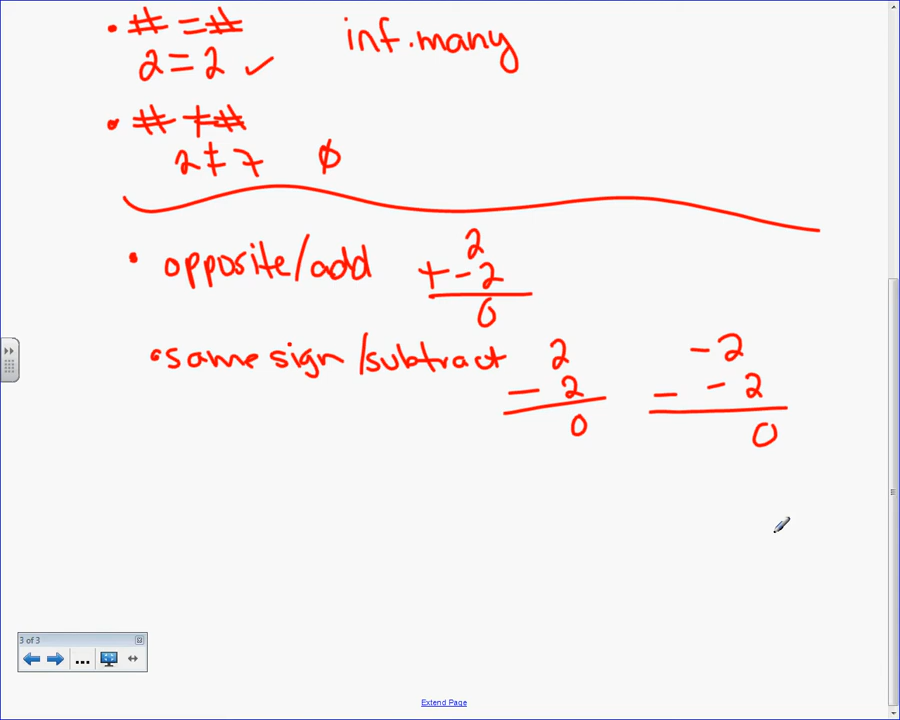 • # = #
inf. many
2 = 2 ✓
• # ≠ #
2 ≠ 7 ∅
• opposite/add
2
+ -2
0
• same sign/subtract
2
- 2
0
-2
- -2
0
3 of 3
...
Extend Page